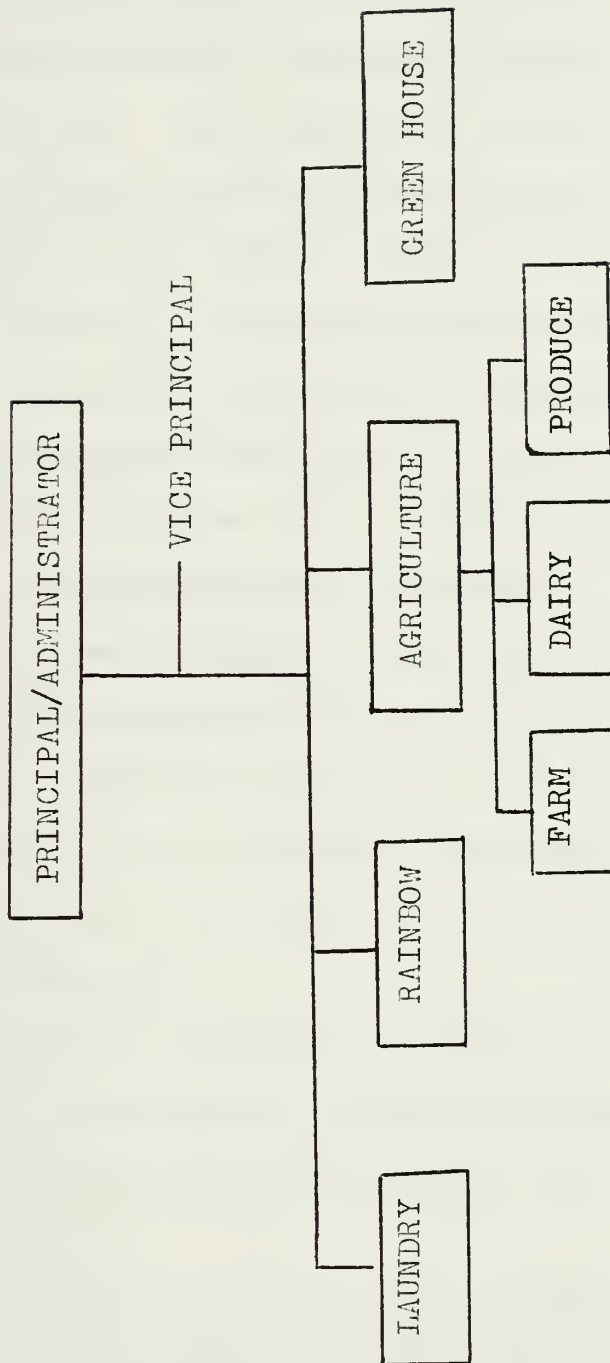 PRINCIPAL/ADMINISTRATOR
VICE PRINCIPAL
LAUNDRY
RAINBOW
AGRICULTURE
GREEN HOUSE
FARM
DAIRY
PRODUCE